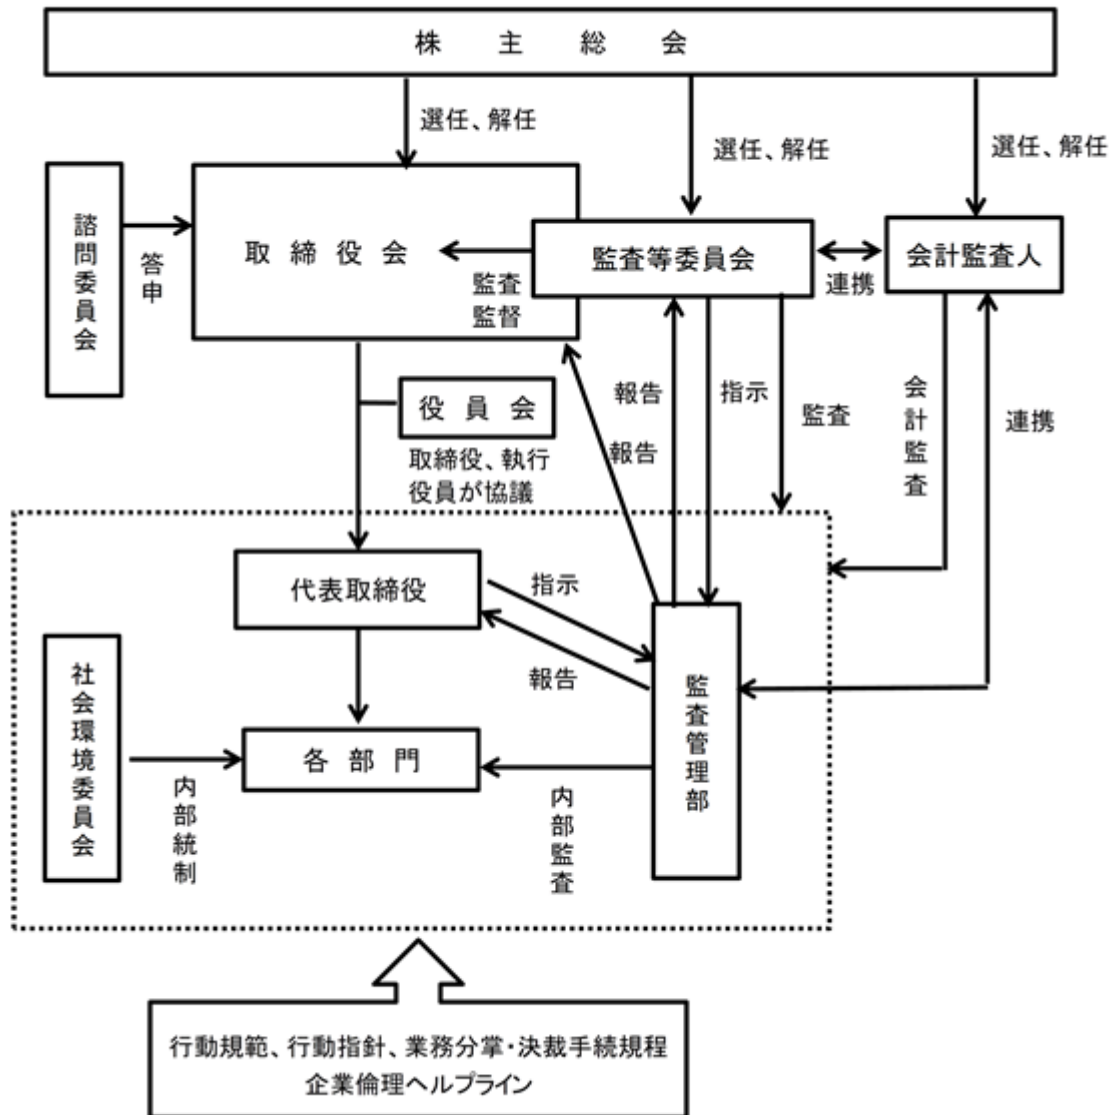 株主総会
選任、解任
選任、解任
選任、解任
諮問委員会
答申
取締役会
監査
監督
監査等委員会
連携
会計監査人
役員会
取締役、執行
役員が協議
報告
報告
指示
監査
会計監査
連携
代表取締役
指示
報告
社会環境委員会
内部統制
各部門
内部監査
監査管理部
行動規範、行動指針、業務分掌・決裁手続規程
企業倫理ヘルプライン